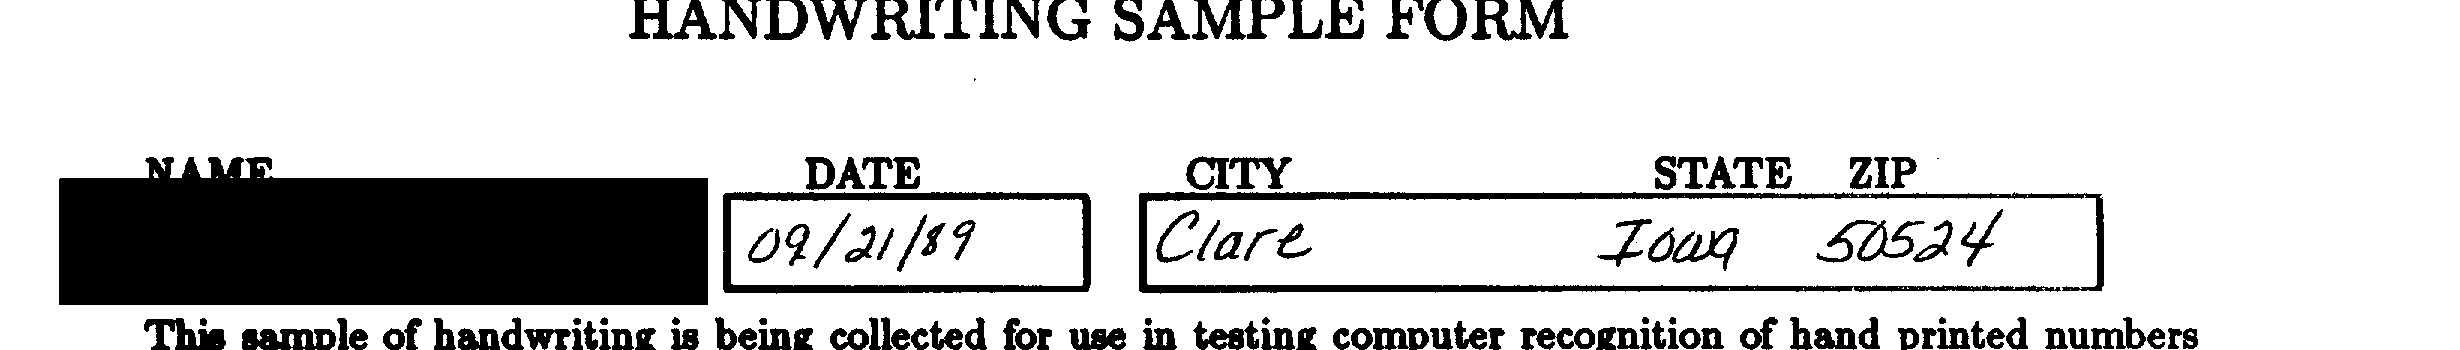 HANDWRITING SAMPLE FORM
NAME DATE CITY STATE ZIP
09/21/89 Clare Iowa 50524
This sample of handwriting is being collected for use in testing computer recognition of hand printed numbers